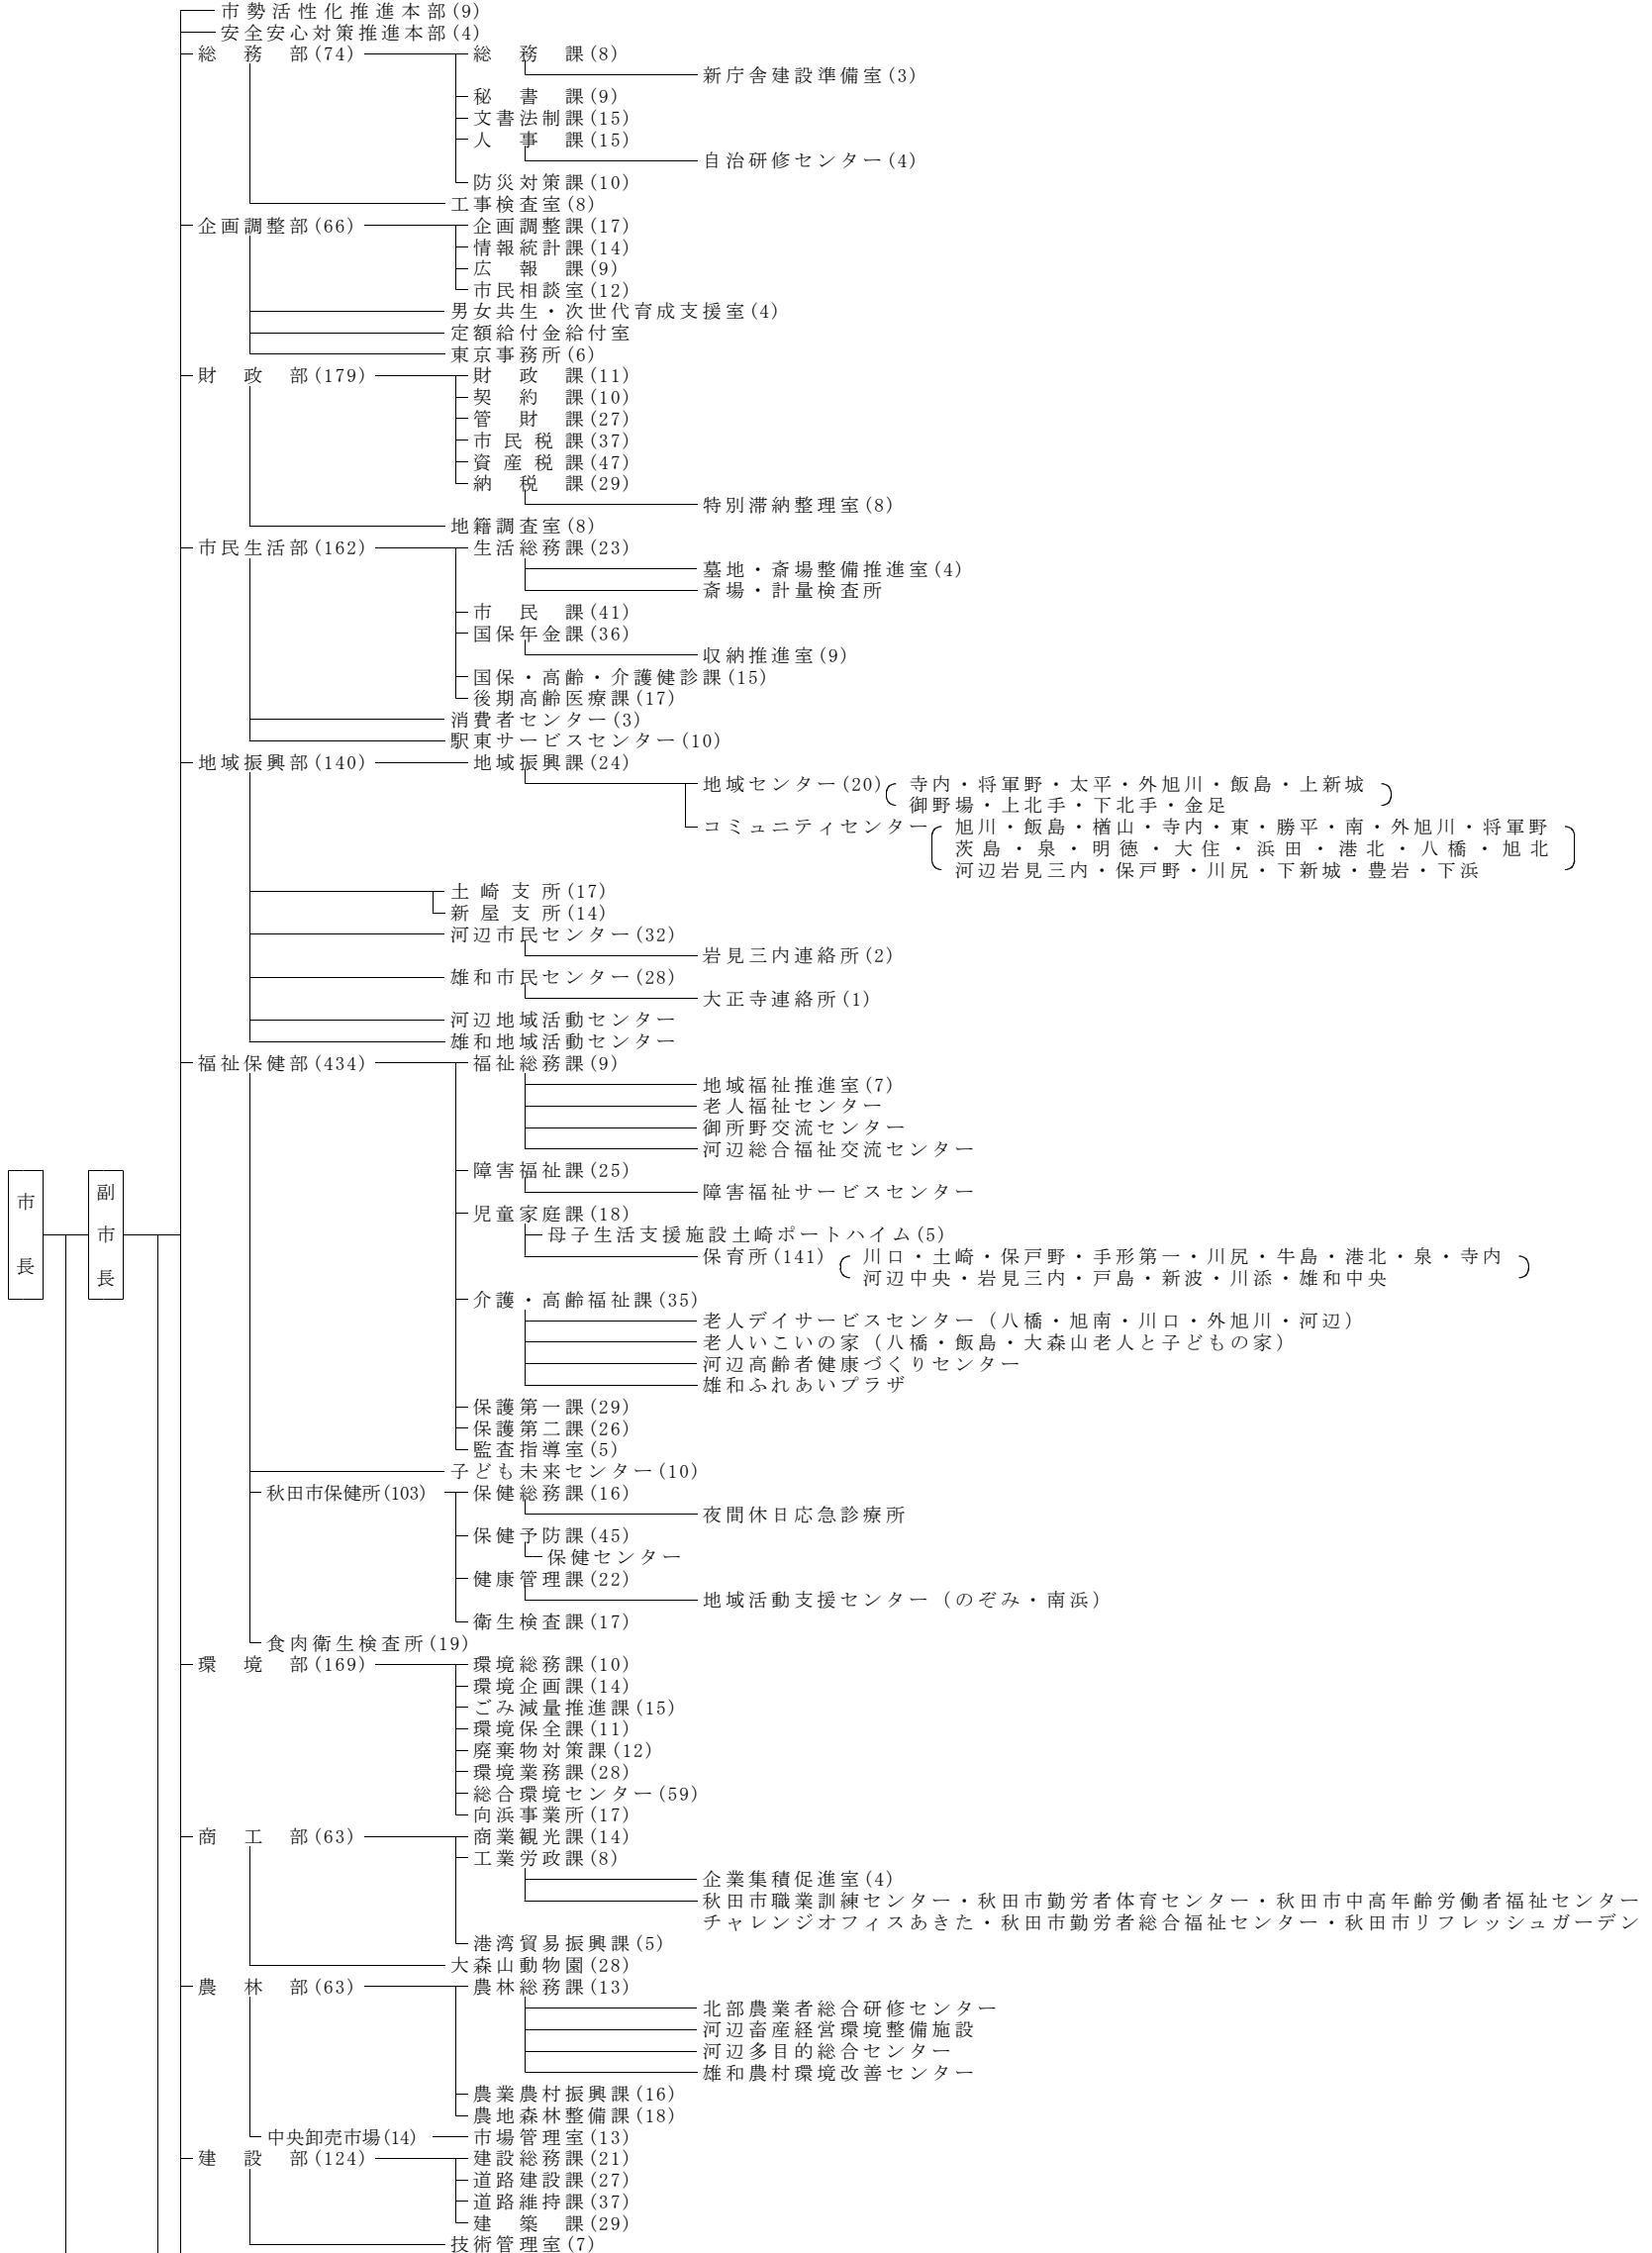 市勢活性化推進本部(9)
安全安心対策推進本部(4)
総　務　部(74)　総　務　課(8)
新庁舎建設準備室(3)
秘　書　課(9)
文書法制課(15)
人　事　課(15)
自治研修センター(4)
防災対策課(10)
工事検査室(8)
企画調整部(66)　企画調整課(17)
情報統計課(14)
広　報　課(9)
市民相談室(12)
男女共生・次世代育成支援室(4)
定額給付金給付室
東京事務所(6)
財　政　部(179)　財　政　課(11)
契　約　課(10)
管　財　課(27)
市民税課(37)
資産税課(47)
納　税　課(29)
特別滞納整理室(8)
地籍調査室(8)
市民生活部(162)　生活総務課(23)
墓地・斎場整備推進室(4)
斎場・計量検査所
市　民　課(41)
国保年金課(36)
収納推進室(9)
国保・高齢・介護健診課(15)
後期高齢医療課(17)
消費者センター(3)
駅東サービスセンター(10)
地域振興部(140)　地域振興課(24)
地域センター(20)　寺内・将軍野・太平・外旭川・飯島・上新城
御野場・上北手・下北手・金足
コミュニティセンター　旭川・飯島・楢山・寺内・東・勝平・南・外旭川・将軍野
茨島・泉・明徳・大住・浜田・港北・八橋・旭北
河辺岩見三内・保戸野・川尻・下新城・豊岩・下浜
土崎支所(17)
新屋支所(14)
河辺市民センター(32)
岩見三内連絡所(2)
雄和市民センター(28)
大正寺連絡所(1)
河辺地域活動センター
雄和地域活動センター
福祉保健部(434)　福祉総務課(9)
地域福祉推進室(7)
老人福祉センター
御所野交流センター
河辺総合福祉交流センター
障害福祉課(25)
障害福祉サービスセンター
児童家庭課(18)
母子生活支援施設土崎ポートハイム(5)
保育所(141)　川口・土崎・保戸野・手形第一・川尻・牛島・港北・泉・寺内
河辺中央・岩見三内・戸島・新波・川添・雄和中央
介護・高齢福祉課(35)
老人デイサービスセンター（八橋・旭南・川口・外旭川・河辺）
老人いこいの家（八橋・飯島・大森山老人と子どもの家）
河辺高齢者健康づくりセンター
雄和ふれあいプラザ
保護第一課(29)
保護第二課(26)
監査指導室(5)
子ども未来センター(10)
秋田市保健所(103)　保健総務課(16)
夜間休日応急診療所
保健予防課(45)
保健センター
健康管理課(22)
地域活動支援センター（のぞみ・南浜）
衛生検査課(17)
食肉衛生検査所(19)
市長
副市長
環　境　部(169)　環境総務課(10)
環境企画課(14)
ごみ減量推進課(15)
環境保全課(11)
廃棄物対策課(12)
環境業務課(28)
総合環境センター(59)
向浜事業所(17)
商　工　部(63)　商業観光課(14)
工業労政課(8)
企業集積促進室(4)
秋田市職業訓練センター・秋田市勤労者体育センター・秋田市中高年齢労働者福祉センター
チャレンジオフィスあきた・秋田市勤労者総合福祉センター・秋田市リフレッシュガーデン
港湾貿易振興課(5)
大森山動物園(28)
農　林　部(63)　農林総務課(13)
北部農業者総合研修センター
河辺畜産経営環境整備施設
河辺多目的総合センター
雄和農村環境改善センター
農業農村振興課(16)
農地森林整備課(18)
中央卸売市場(14)　市場管理室(13)
建　設　部(124)　建設総務課(21)
道路建設課(27)
道路維持課(37)
建　築　課(29)
技術管理室(7)